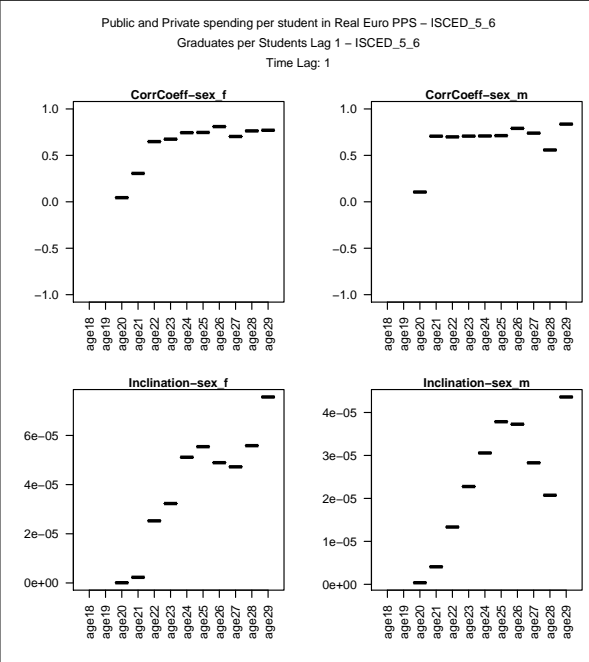 Public and Private spending per student in Real Euro PPS − ISCED_5_6
Graduates per Students Lag 1 − ISCED_5_6
Time Lag: 1
CorrCoeff−sex_f
1.0
0.5
0.0
−0.5
−1.0
age18
age19
age20
age21
age22
age23
age24
age25
age26
age27
age28
age29
CorrCoeff−sex_m
1.0
0.5
0.0
−0.5
−1.0
age18
age19
age20
age21
age22
age23
age24
age25
age26
age27
age28
age29
Inclination−sex_f
6e−05
4e−05
2e−05
0e+00
age18
age19
age20
age21
age22
age23
age24
age25
age26
age27
age28
age29
Inclination−sex_m
4e−05
3e−05
2e−05
1e−05
0e+00
age18
age19
age20
age21
age22
age23
age24
age25
age26
age27
age28
age29